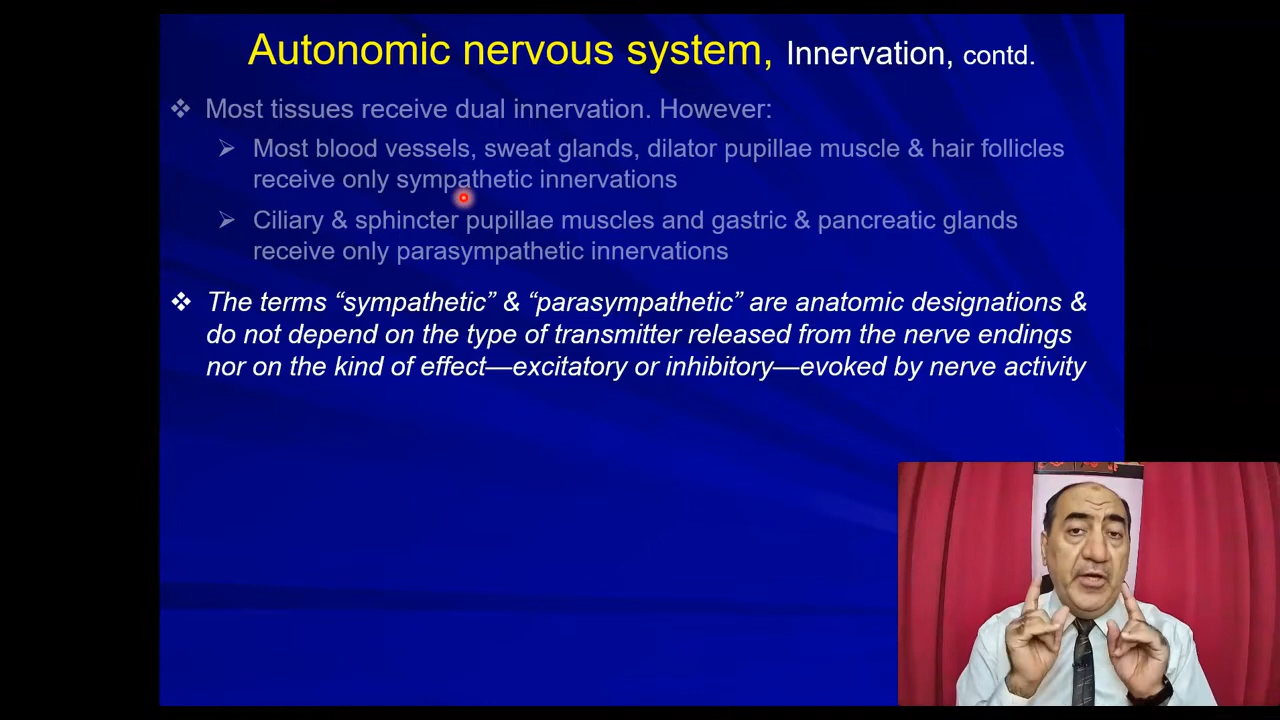 Autonomic nervous system, Innervation, contd.
❖ Most tissues receive dual innervation. However:
➢ Most blood vessels, sweat glands, dilator pupillae muscle & hair follicles
receive only sympathetic innervations
➢ Ciliary & sphincter pupillae muscles and gastric & pancreatic glands
receive only parasympathetic innervations
❖ The terms “sympathetic” & “parasympathetic” are anatomic designations &
do not depend on the type of transmitter released from the nerve endings
nor on the kind of effect—excitatory or inhibitory—evoked by nerve activity